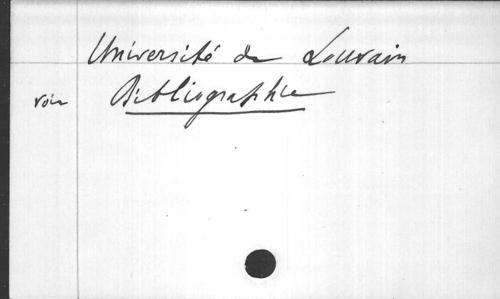 Université de Louvain
voir Bibliographie